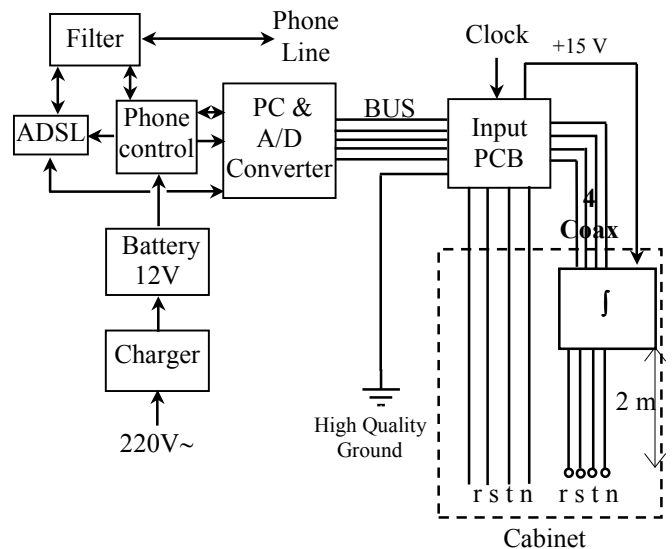 Filter
Phone
Line
Clock
+15 V
ADSL
Phone
control
PC &
A/D
Converter
BUS
Input
PCB
4
Coax
Battery
12V
∫
Charger
2 m
220V~
High Quality
Ground
r s t n
r s t n
Cabinet